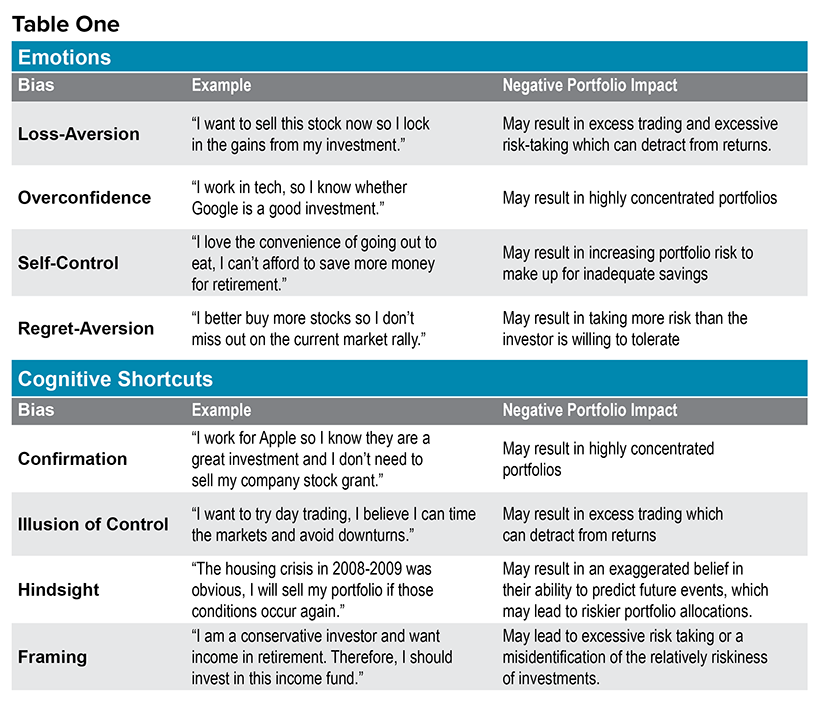 Table One
Emotions
Bias Example Negative Portfolio Impact
Loss-Aversion
“I want to sell this stock now so I lock
in the gains from my investment.”
May result in excess trading and excessive
risk-taking which can detract from returns.
Overconfidence
“I work in tech, so I know whether
Google is a good investment.”
May result in highly concentrated portfolios
Self-Control
“I love the convenience of going out to
eat, I can’t afford to save more money
for retirement.”
May result in increasing portfolio risk to
make up for inadequate savings
Regret-Aversion
“I better buy more stocks so I don’t
miss out on the current market rally.”
May result in taking more risk than the
investor is willing to tolerate
Cognitive Shortcuts
Bias Example Negative Portfolio Impact
Confirmation
“I work for Apple so I know they are a
great investment and I don’t need to
sell my company stock grant.”
May result in highly concentrated
portfolios
Illusion of Control
“I want to try day trading, I believe I can time
the markets and avoid downturns.”
May result in excess trading which
can detract from returns
Hindsight
“The housing crisis in 2008-2009 was
obvious, I will sell my portfolio if those
conditions occur again.”
May result in an exaggerated belief in
their ability to predict future events, which
may lead to riskier portfolio allocations.
Framing
“I am a conservative investor and want
income in retirement. Therefore, I should
invest in this income fund.”
May lead to excessive risk taking or a
misidentification of the relatively riskiness
of investments.